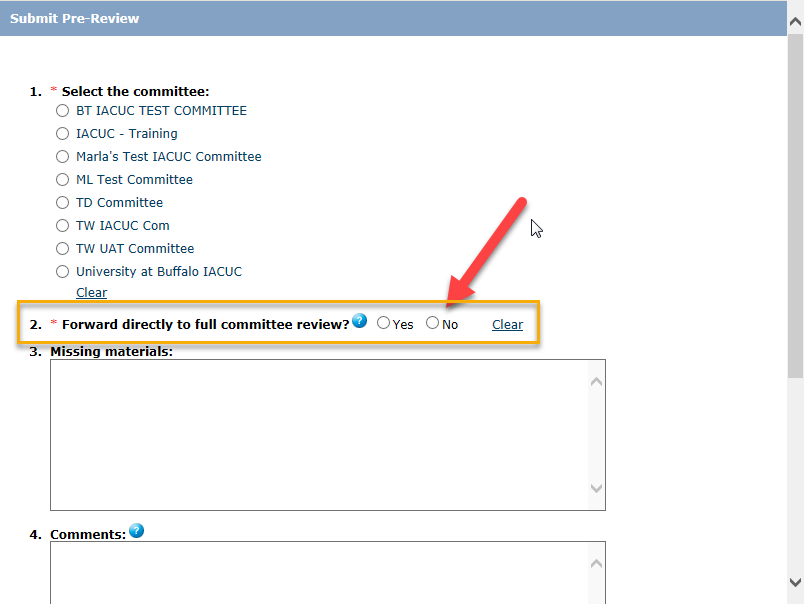 Submit Pre-Review
1. * Select the committee:
BT IACUC TEST COMMITTEE
IACUC - Training
Marla's Test IACUC Committee
ML Test Committee
TD Committee
TW IACUC Com
TW UAT Committee
University at Buffalo IACUC
Clear
2. * Forward directly to full committee review? ? Yes No Clear
3. Missing materials:
4. Comments: ?